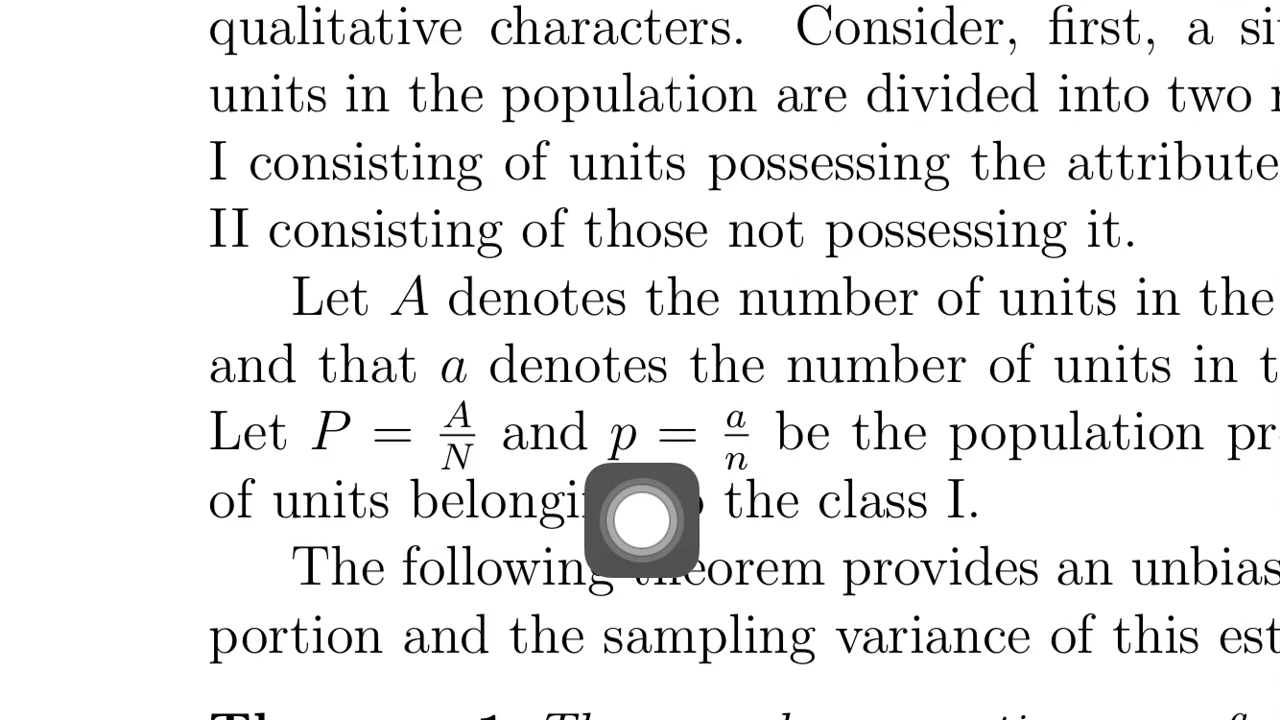 qualitative characters. Consider, first, a si
units in the population are divided into two
I consisting of units possessing the attribute
II consisting of those not possessing it.
Let A denotes the number of units in the
and that a denotes the number of units in t
Let P = A/N and p = a/n be the population pr
of units the class I.
The following theorem provides an unbias
portion and the sampling variance of this est